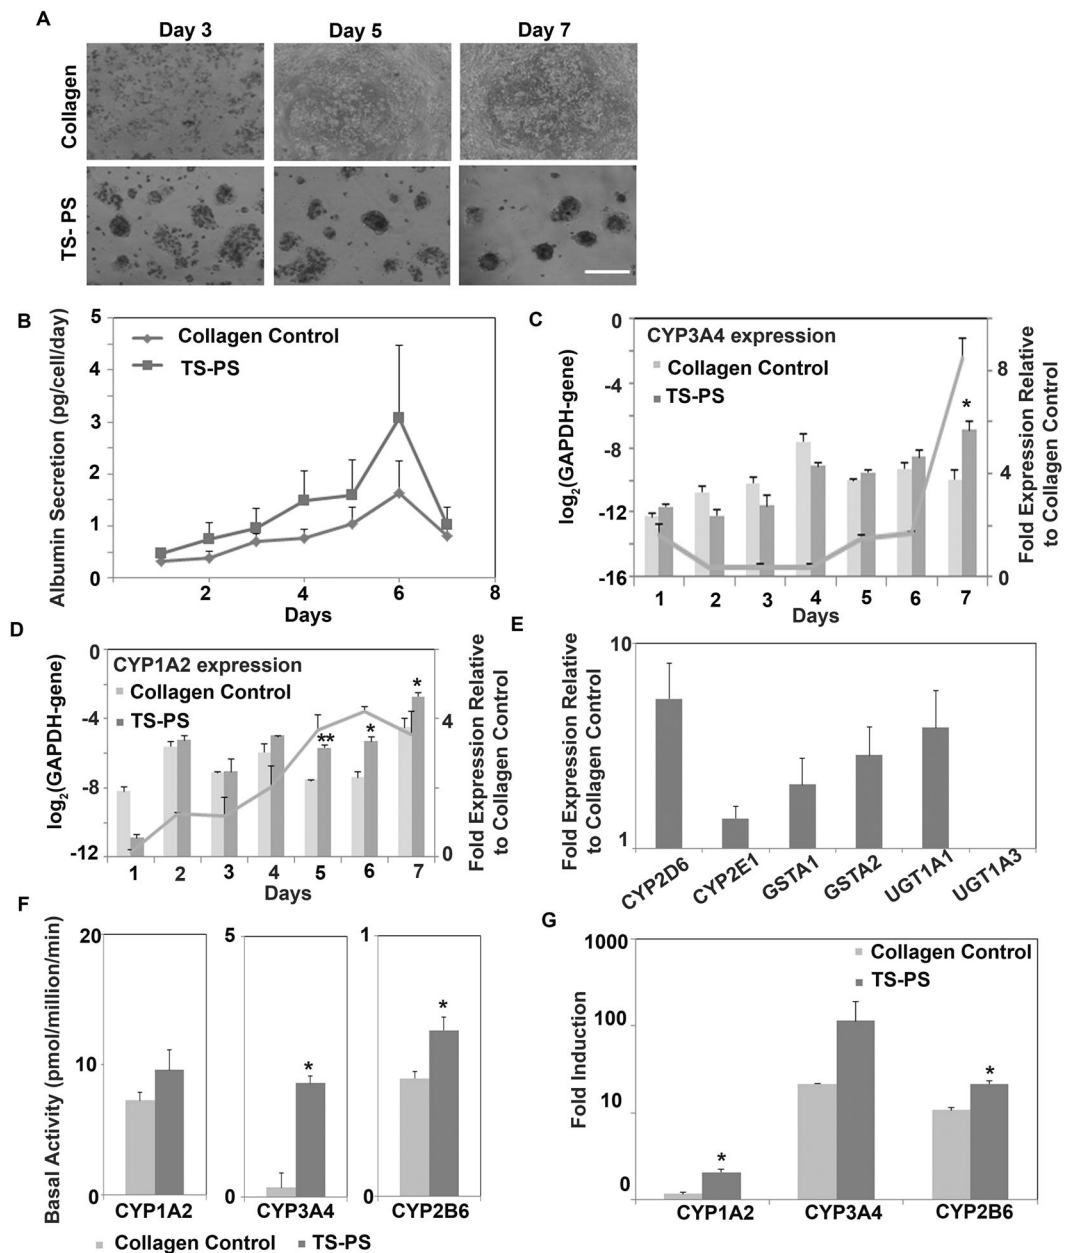 A
Day 3
Day 5
Day 7
Collagen
TS- PS
B
Albumin Secretion (pg/cell/day)
5
4
3
2
1
0
Collagen Control
TS-PS
2
4
6
8
Days
C
log2(GAPDH-gene)
0
-4
-8
-12
-16
CYP3A4 expression
Collagen Control
TS-PS
*
8
4
0
Fold Expression Relative
to Collagen Control
1
2
3
4
5
6
7
Days
D
log2(GAPDH-gene)
0
-4
-8
-12
CYP1A2 expression
Collagen Control
TS-PS
**
*
*
4
0
Fold Expression Relative
to Collagen Control
1
2
3
4
5
6
7
Days
E
Fold Expression Relative
to Collagen Control
10
1
CYP2D6
CYP2E1
GSTA1
GSTA2
UGT1A1
UGT1A3
F
Basal Activity (pmol/million/min)
20
10
0
CYP1A2
5
0
*
CYP3A4
1
0
*
CYP2B6
Collagen Control
TS-PS
G
Fold Induction
1000
100
10
0
Collagen Control
TS-PS
*
*
CYP1A2
CYP3A4
CYP2B6